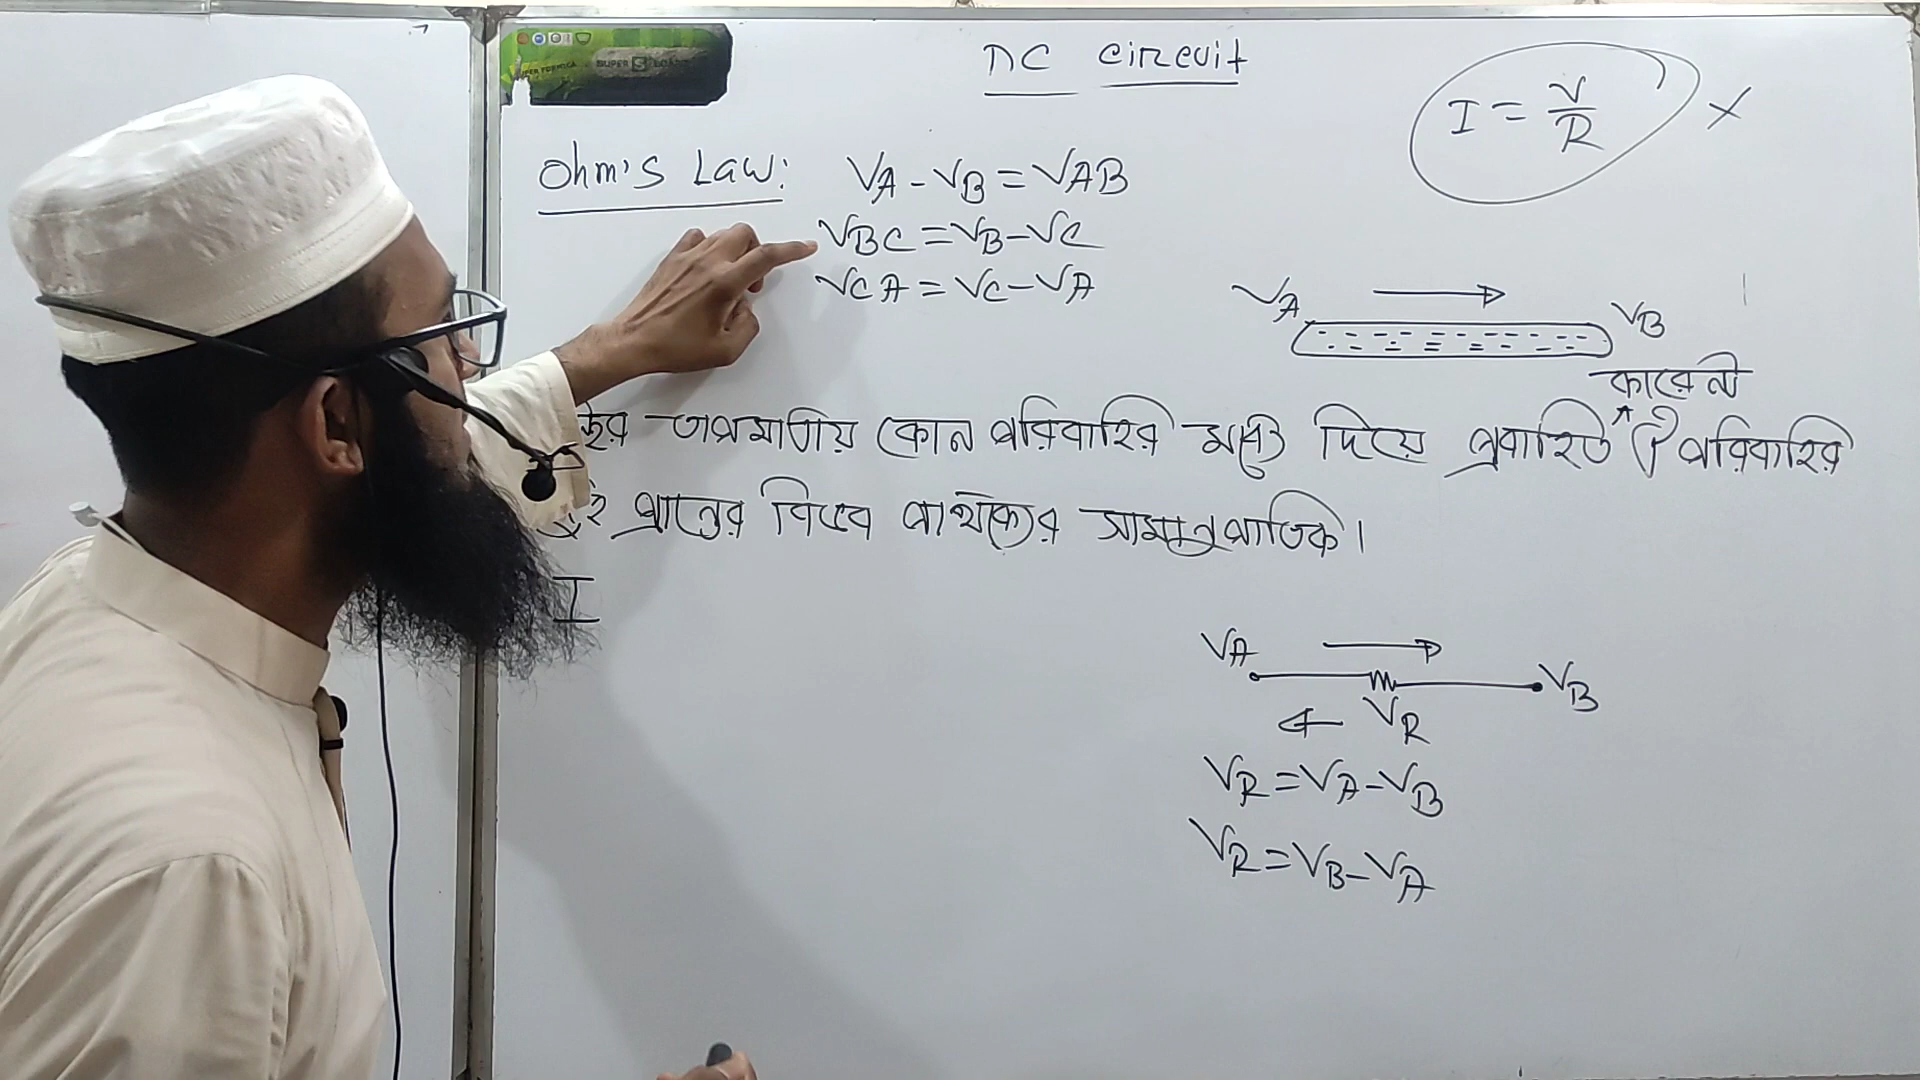 DC circuit
I = V/R ×
Ohm's Law: VA - VB = VAB
VBC = VB - VC
VCA = VC - VA
VA → VB
কারেন্ট
তাপমাত্রায় কোন পরিবাহির মধ্যে দিয়ে প্রবাহিত ঐ পরিবাহির
প্রান্তের বিভব পার্থক্যের সামানুপাতিক।
I
VA → VB
← VR
VR = VA - VB
VR = VB - VA